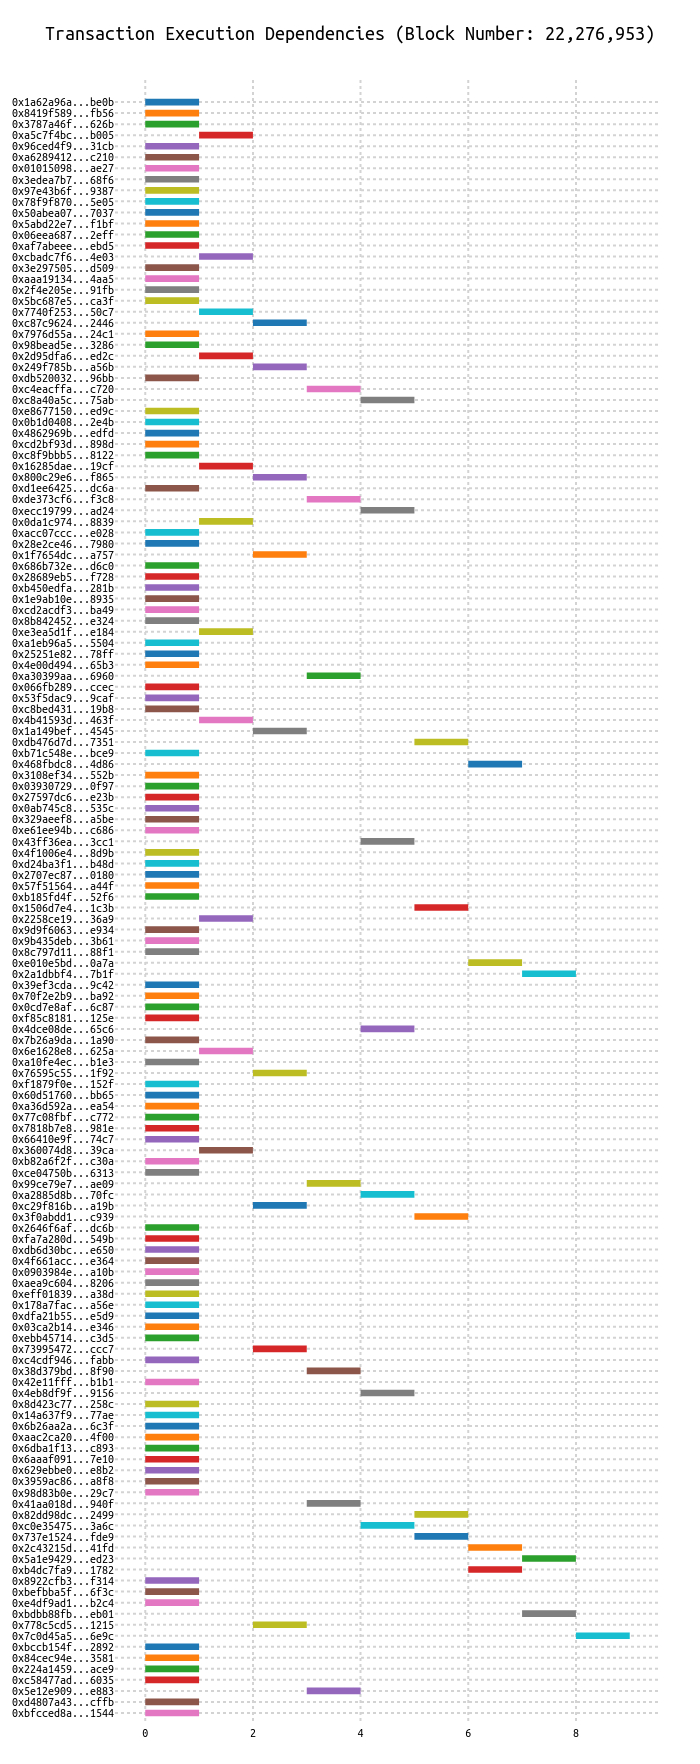 Transaction Execution Dependencies (Block Number: 22,276,953)
0x1a62a96a...be0b
0x8419f589...fb56
0x3787a46f...626b
0xa5c7f4bc...b005
0x96ced4f9...31cb
0xa6289412...c210
0x01015098...ae27
0x3edea7b7...68f6
0x97e43b6f...9387
0x78f9f870...5e05
0x50abea07...7037
0x5abd22e7...f1bf
0x06eea687...2eff
0xaf7abeee...ebd5
0xcbadc7f6...4e03
0x3e297505...d509
0xaaa19134...4aa5
0x2f4e205e...91fb
0x5bc687e5...ca3f
0x7740f253...50c7
0xc87c9624...2446
0x7976d55a...24c1
0x98bead5e...3286
0x2d95dfa6...ed2c
0x249f785b...a56b
0xdb520032...96bb
0xc4eacffa...c720
0xc8a40a5c...75ab
0xe8677150...ed9c
0x0b1d0408...2e4b
0x4862969b...edfd
0xcd2bf93d...898d
0xc8f9bbb5...8122
0x16285dae...19cf
0x800c29e6...f865
0xd1ee6425...dc6a
0xde373cf6...f3c8
0xecc19799...ad24
0x0da1c974...8839
0xacc07ccc...e028
0x28e2ce46...7980
0x1f7654dc...a757
0x686b732e...d6c0
0x28689eb5...f728
0xb450edfa...281b
0x1e9ab10e...8935
0xcd2acdf3...ba49
0x8b842452...e324
0xe3ea5d1f...e184
0xa1eb96a5...5504
0x25251e82...78ff
0x4e00d494...65b3
0xa30399aa...6960
0x066fb289...ccec
0x53f5dac9...9caf
0xc8bed431...19b8
0x4b41593d...463f
0x1a149bef...4545
0xdb476d7d...7351
0xb71c548e...bce9
0x468fbdc8...4d86
0x3108ef34...552b
0x03930729...0f97
0x27597dc6...e23b
0x0ab745c8...535c
0x329aeef8...a5be
0xe61ee94b...c686
0x43ff36ea...3cc1
0x4f1006e4...8d9b
0xd24ba3f1...b48d
0x2707ec87...0180
0x57f51564...a44f
0xb185fd4f...52f6
0x1506d7e4...1c3b
0x2258ce19...36a9
0x9d9f6063...e934
0x9b435deb...3b61
0x8c797d11...88f1
0xe010e5bd...0a7a
0x2a1dbbf4...7b1f
0x39ef3cda...9c42
0x70f2e2b9...ba92
0x0cd7e8af...6c87
0xf85c8181...125e
0x4dce08de...65c6
0x7b26a9da...1a90
0x6e1628e8...625a
0xa10fe4ec...b1e3
0x76595c55...1f92
0xf1879f0e...152f
0x60d51760...bb65
0xa36d592a...ea54
0x77c08fbf...c772
0x7818b7e8...981e
0x66410e9f...74c7
0x360074d8...39ca
0xb82a6f2f...c30a
0xce04750b...6313
0x99ce79e7...ae09
0xa2885d8b...70fc
0xc29f816b...a19b
0x3f0abdd1...c939
0x2646f6af...dc6b
0xfa7a280d...549b
0xdb6d30bc...e650
0x4f661acc...e364
0x0903984e...a10b
0xaea9c604...8206
0xeff01839...a38d
0x178a7fac...a56e
0xdfa21b55...e5d9
0x03ca2b14...e346
0xebb45714...c3d5
0x73995472...ccc7
0xc4cdf946...fabb
0x38d379bd...8f90
0x42e11fff...b1b1
0x4eb8df9f...9156
0x8d423c77...258c
0x14a637f9...77ae
0x6b26aa2a...6c3f
0xaac2ca20...4f00
0x6dba1f13...c893
0x6aaaf091...7e10
0x629ebbe0...e8b2
0x3959ac86...a8f8
0x98d83b0e...29c7
0x41aa018d...940f
0x82dd98dc...2499
0xc0e35475...3a6c
0x737e1524...fde9
0x2c43215d...41fd
0x5a1e9429...ed23
0xb4dc7fa9...1782
0x8922cfb3...f314
0xbefbba5f...6f3c
0xe4df9ad1...b2c4
0xbdbb88fb...eb01
0x778c5cd5...1215
0x7c0d45a5...6e9c
0xbccb154f...2892
0x84cec94e...3581
0x224a1459...ace9
0xc58477ad...6035
0x5e12e909...e883
0xd4807a43...cffb
0xbfcced8a...1544
0 2 4 6 8